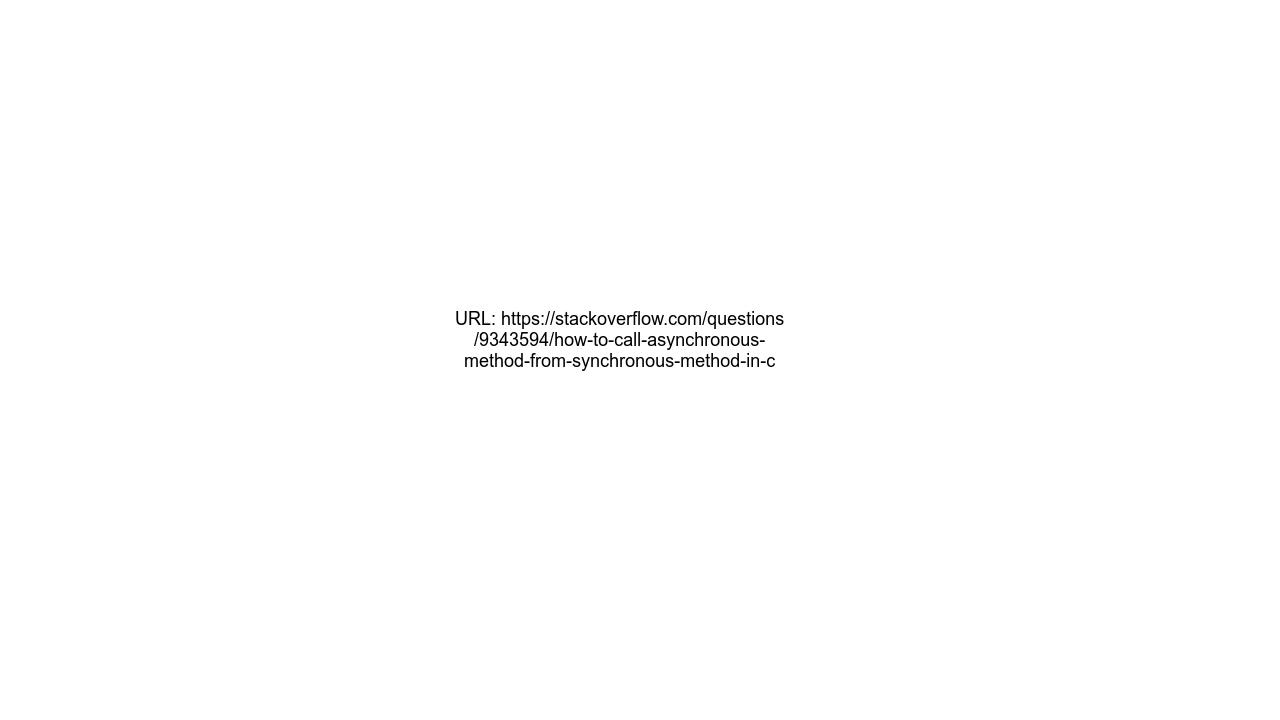 URL: https://stackoverflow.com/questions
/9343594/how-to-call-asynchronous-
method-from-synchronous-method-in-c